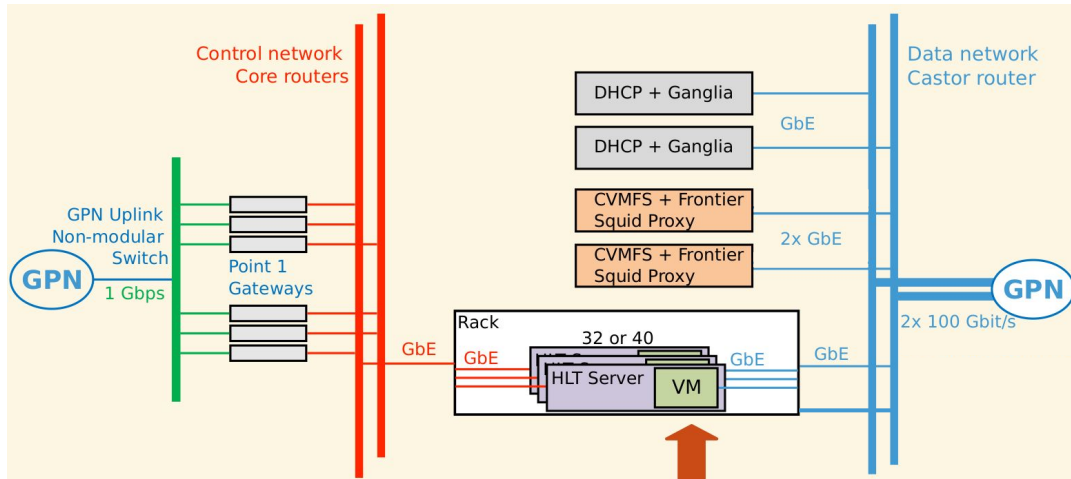 Control network
Core routers
Data network
Castor router
DHCP + Ganglia
GbE
DHCP + Ganglia
CVMFS + Frontier
Squid Proxy
2x GbE
CVMFS + Frontier
Squid Proxy
GPN Uplink
Non-modular
Switch
GPN
1 Gbps
Point 1
Gateways
GPN
2x 100 Gbit/s
Rack
32 or 40
GbE
GbE
HLT Server
VM
GbE
GbE